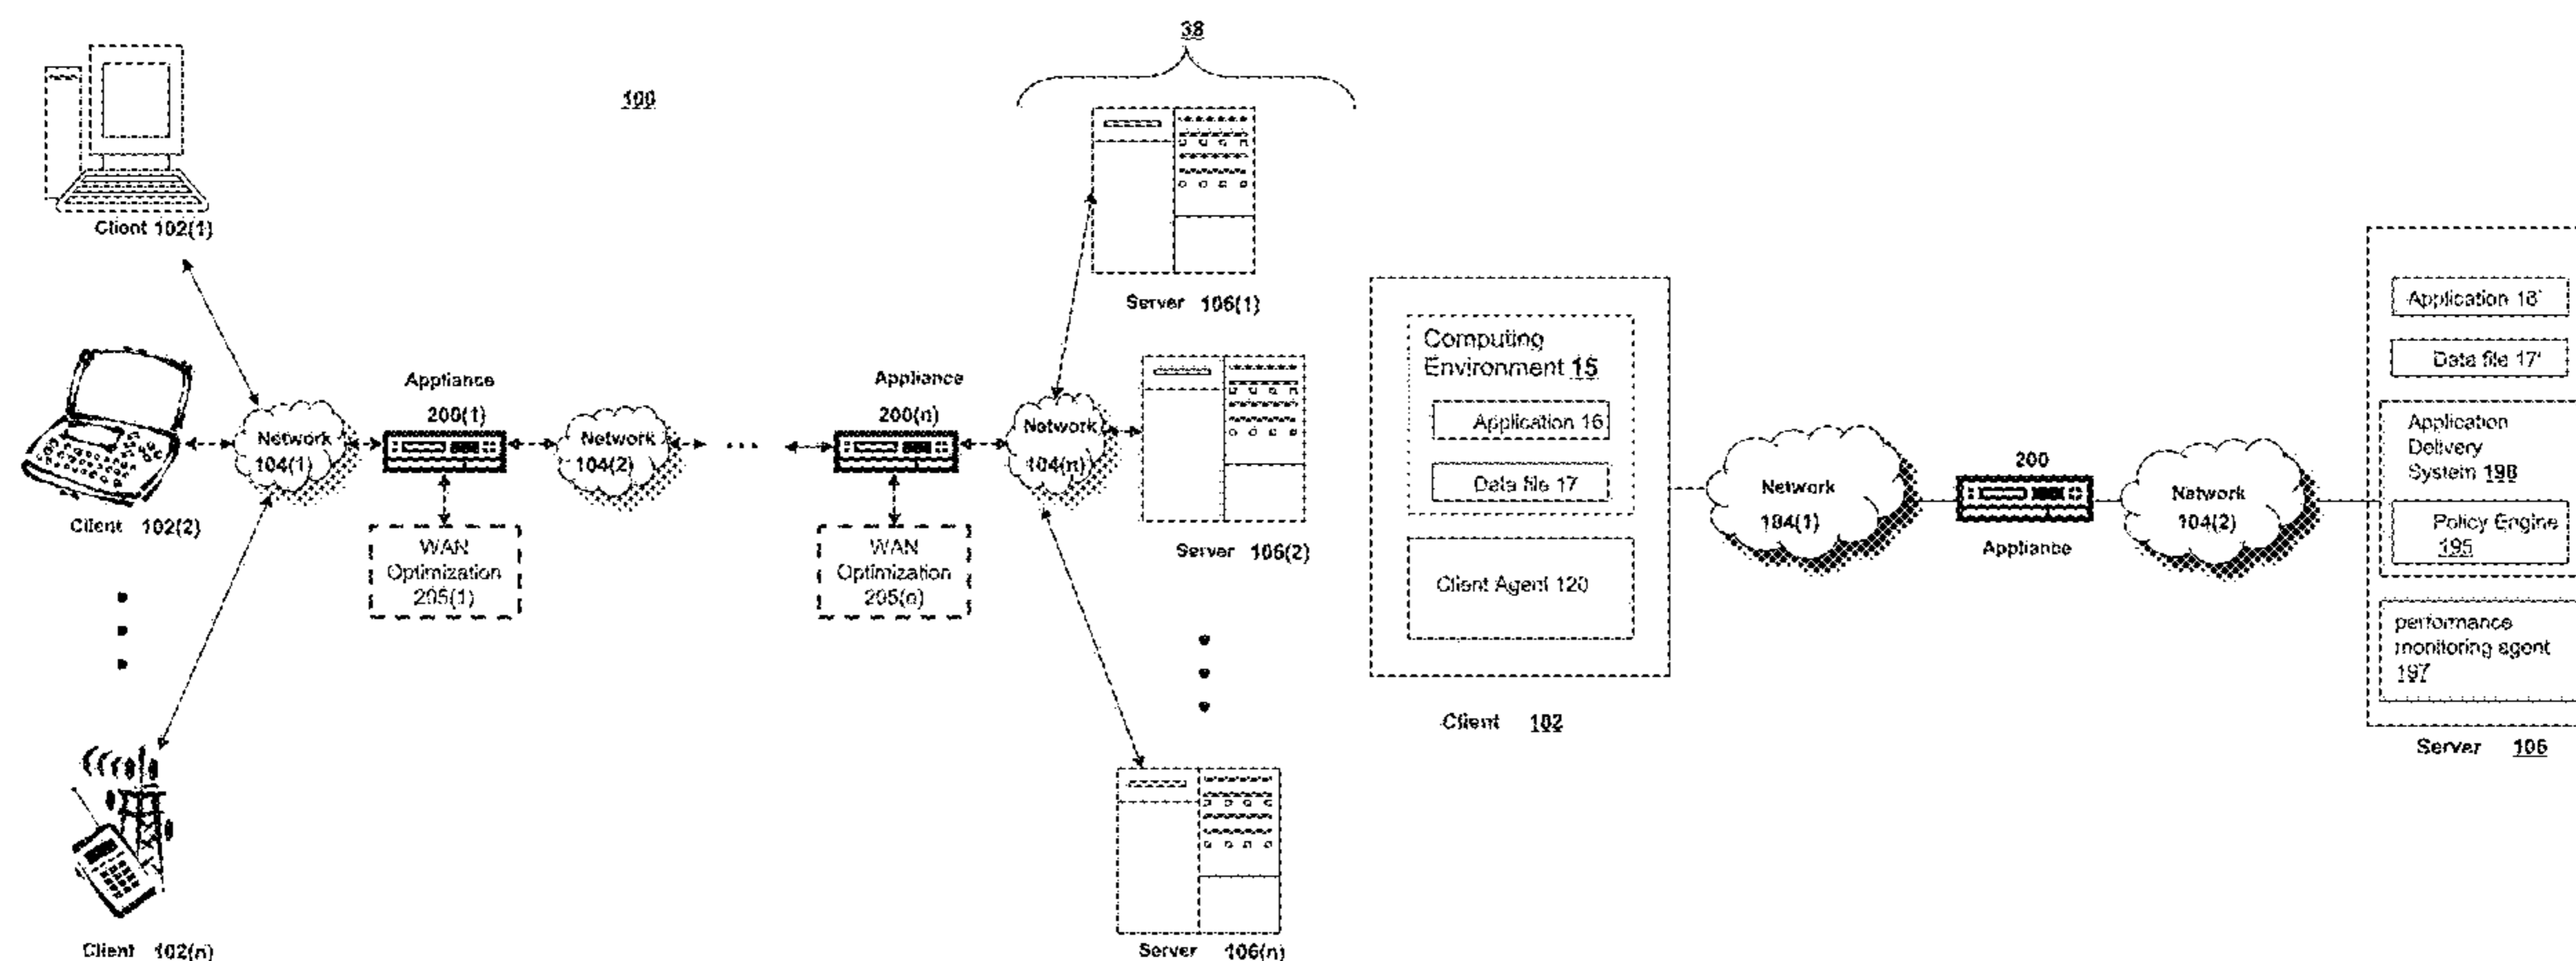 38
100
Client 102(1)
Server 106(1)
Appliance
200(1)
Appliance
200(n)
Network
104(1)
Network
104(2)
...
Network
104(n)
Client 102(2)
WAN
Optimization
205(1)
WAN
Optimization
205(n)
Server 106(2)
Client 102(n)
Server 106(n)
Computing
Environment 15
Application 16
Data file 17
Client Agent 120
Client 102
Network
104(1)
200
Appliance
Network
104(2)
Application 16'
Data file 17'
Application
Delivery
System 190
Policy Engine
195
performance
monitoring agent
197
Server 106